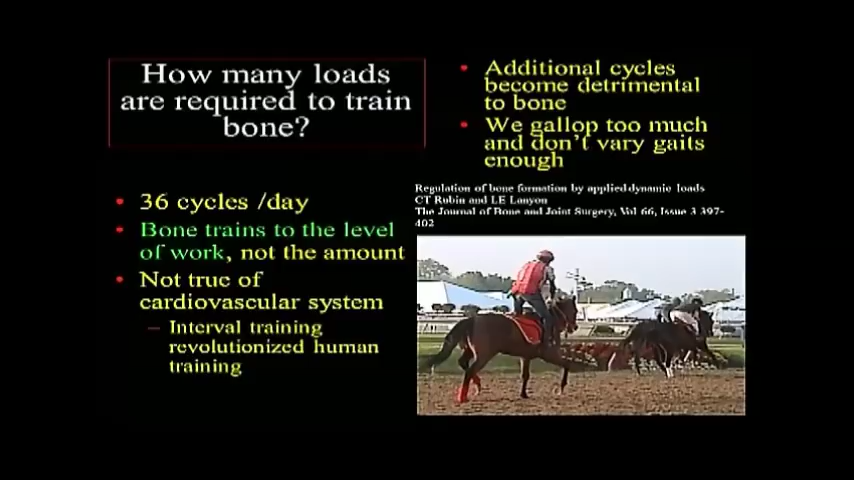 How many loads
are required to train
bone?
• 36 cycles /day
• Bone trains to the level
of work, not the amount
• Not true of
cardiovascular system
– Interval training
revolutionized human
training
• Additional cycles
become detrimental
to bone
• We gallop too much
and don't vary gaits
enough
Regulation of bone formation by applied dynamic loads
CT Rubin and LE Lanyon
The Journal of Bone and Joint Surgery, Vol 66, Issue 3 397-
402